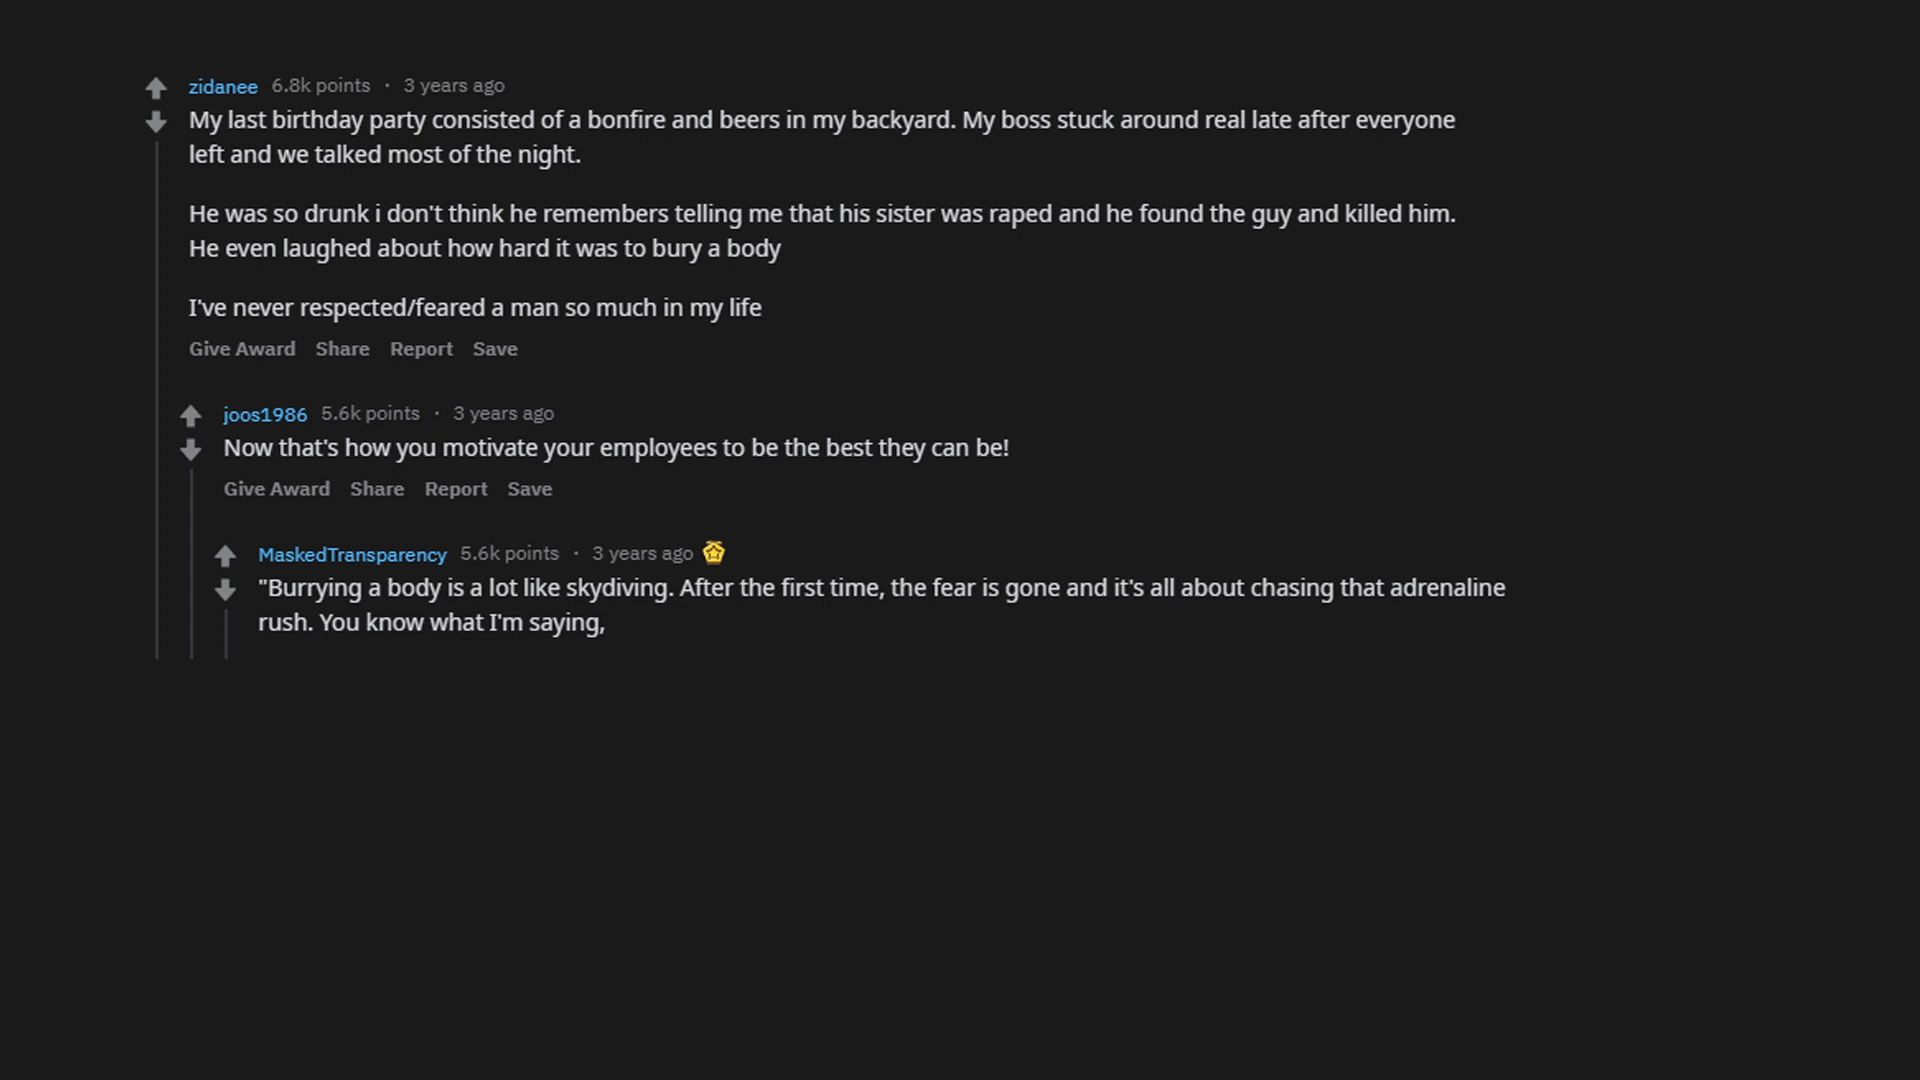 zidanee 6.8k points · 3 years ago
My last birthday party consisted of a bonfire and beers in my backyard. My boss stuck around real late after everyone
left and we talked most of the night.
He was so drunk i don't think he remembers telling me that his sister was raped and he found the guy and killed him.
He even laughed about how hard it was to bury a body
I've never respected/feared a man so much in my life
Give Award Share Report Save
joos1986 5.6k points · 3 years ago
Now that's how you motivate your employees to be the best they can be!
Give Award Share Report Save
MaskedTransparency 5.6k points · 3 years ago
"Burrying a body is a lot like skydiving. After the first time, the fear is gone and it's all about chasing that adrenaline
rush. You know what I'm saying,